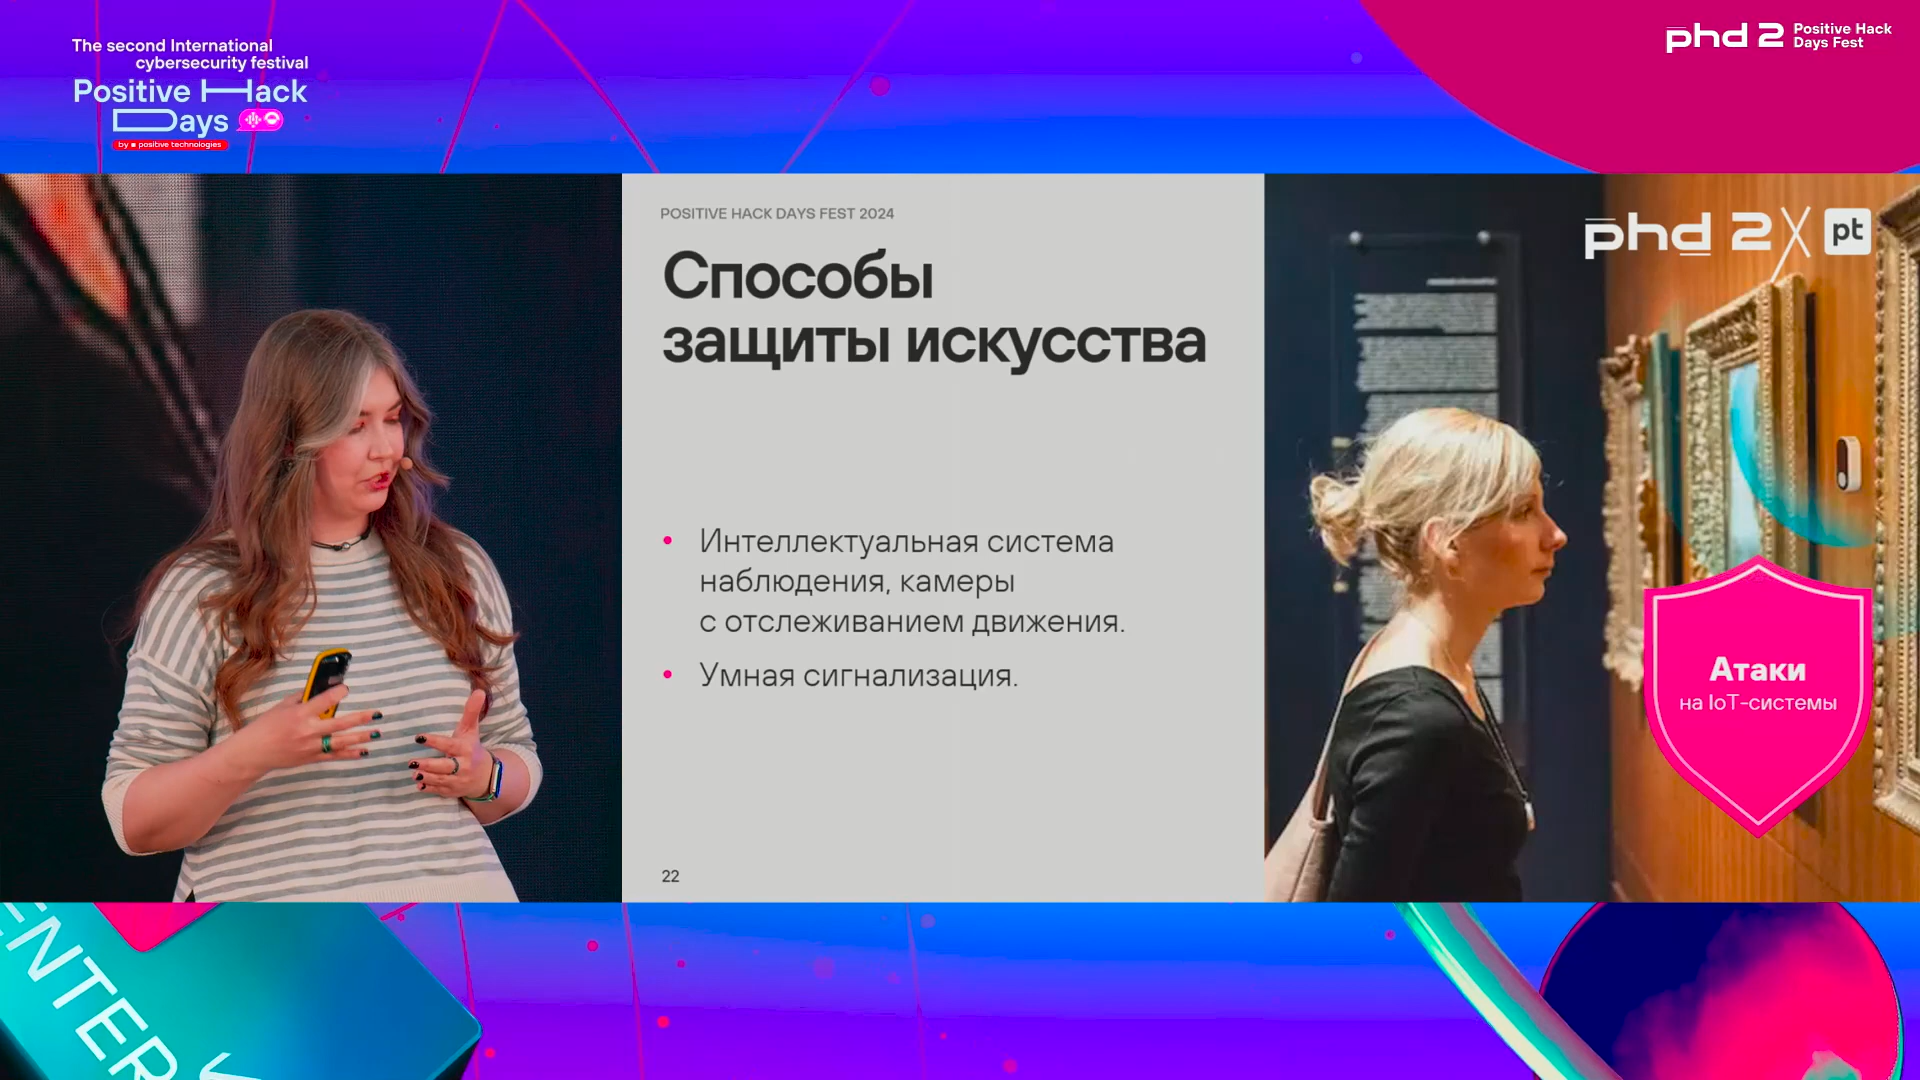 The second International
cybersecurity festival
Positive Hack
Days
by positive technologies
phd 2 Positive Hack
Days Fest
POSITIVE HACK DAYS FEST 2024
Способы
защиты искусства
• Интеллектуальная система
наблюдения, камеры
с отслеживанием движения.
• Умная сигнализация.
22
phd 2 X pt
Атаки
на IoT-системы
ENTER